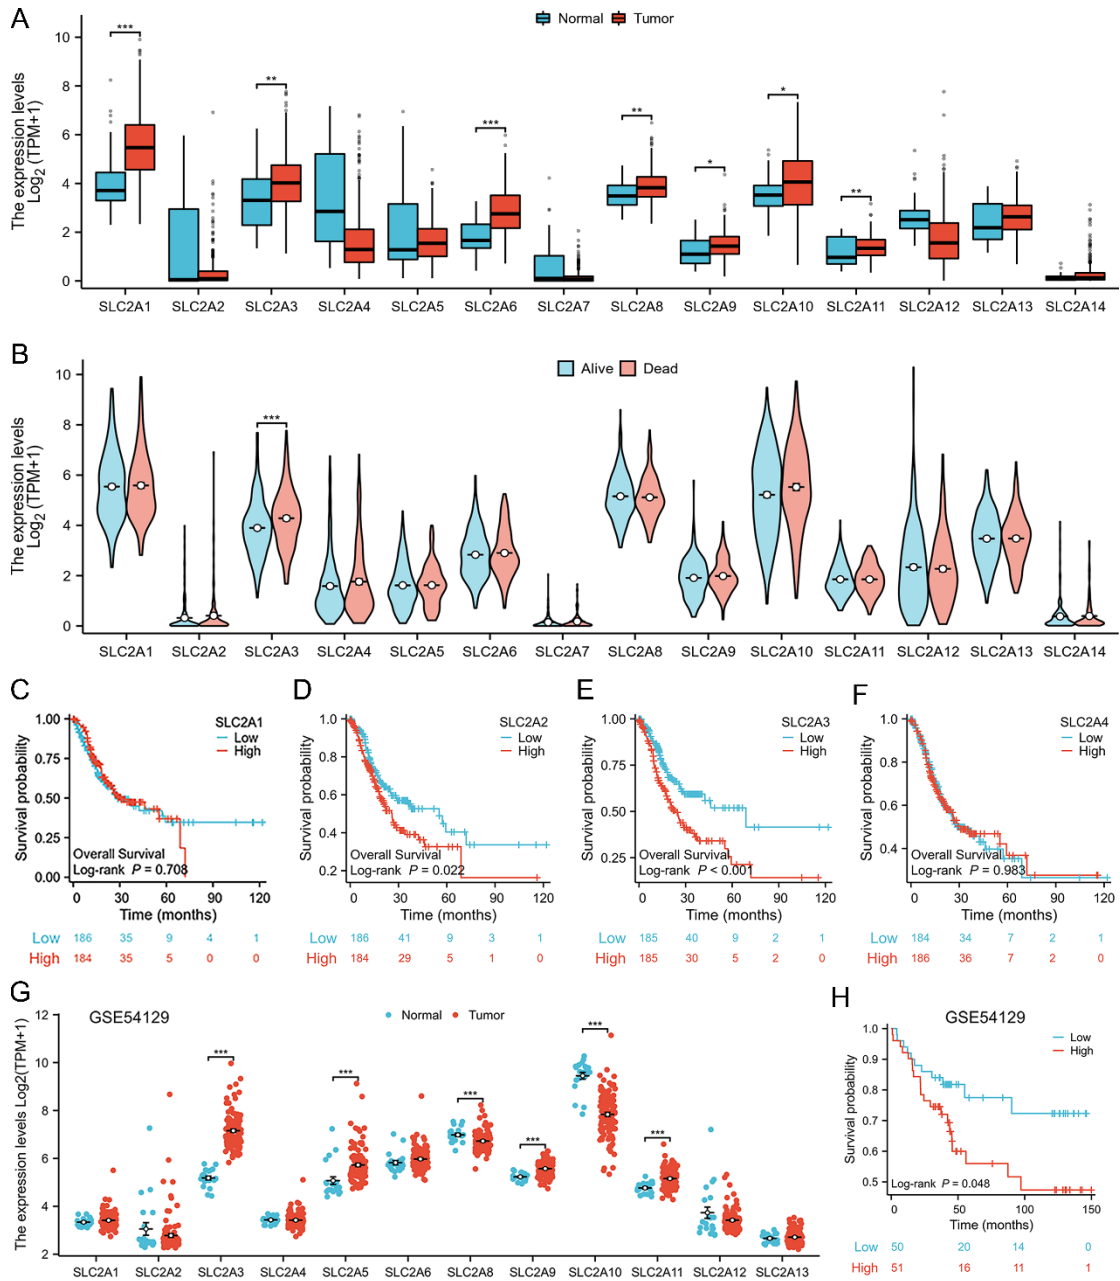 A
Normal Tumor
The expression levels
Log2 (TPM+1)
10
8
6
4
2
0
*** ** *** ** * * **
SLC2A1 SLC2A2 SLC2A3 SLC2A4 SLC2A5 SLC2A6 SLC2A7 SLC2A8 SLC2A9 SLC2A10 SLC2A11 SLC2A12 SLC2A13 SLC2A14
B
Alive Dead
The expression levels
Log2 (TPM+1)
10
8
6
4
2
0
***
SLC2A1 SLC2A2 SLC2A3 SLC2A4 SLC2A5 SLC2A6 SLC2A7 SLC2A8 SLC2A9 SLC2A10 SLC2A11 SLC2A12 SLC2A13 SLC2A14
C
SLC2A1
Low
High
Survival probability
1.00
0.75
0.50
0.25
0.00
Overall Survival
Log-rank P = 0.708
0 30 60 90 120
Time (months)
Low 186 35 9 4 1
High 184 35 5 0 0
D
SLC2A2
Low
High
Survival probability
1.0
0.8
0.6
0.4
0.2
Overall Survival
Log-rank P = 0.022
0 30 60 90 120
Time (months)
Low 186 41 9 3 1
High 184 29 5 1 0
E
SLC2A3
Low
High
Survival probability
1.00
0.75
0.50
0.25
Overall Survival
Log-rank P < 0.001
0 30 60 90 120
Time (months)
Low 185 40 9 2 1
High 185 30 5 2 0
F
SLC2A4
Low
High
Survival probability
1.0
0.8
0.6
0.4
Overall Survival
Log-rank P = 0.983
0 30 60 90 120
Time (months)
Low 184 34 7 2 1
High 186 36 7 2 0
G
GSE54129
Normal Tumor
The expression levels Log2(TPM+1)
12
10
8
6
4
2
*** *** *** *** *** ***
SLC2A1 SLC2A2 SLC2A3 SLC2A4 SLC2A5 SLC2A6 SLC2A8 SLC2A9 SLC2A10 SLC2A11 SLC2A12 SLC2A13
H
GSE54129
Low
High
Survival probability
1.0
0.9
0.8
0.7
0.6
0.5
Log-rank P = 0.048
0 50 100 150
Time (months)
Low 50 20 14 0
High 51 16 11 1